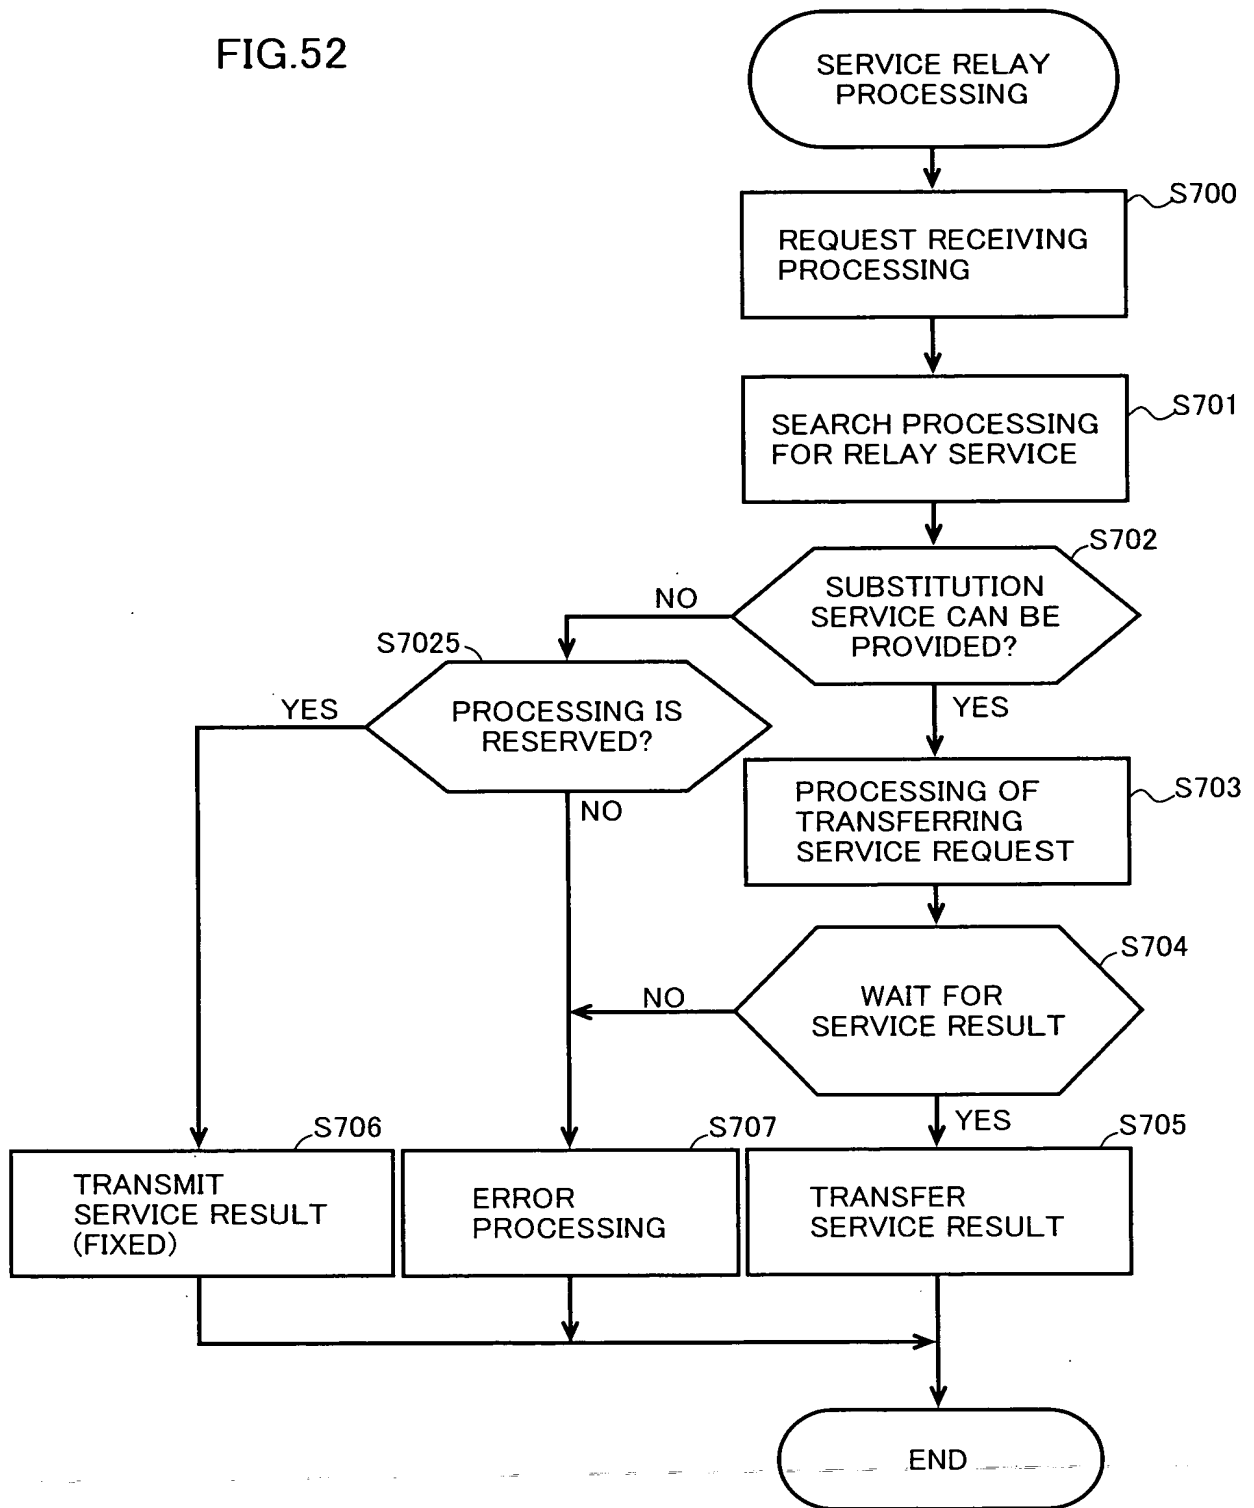 FIG.52
SERVICE RELAY
PROCESSING
S700
REQUEST RECEIVING
PROCESSING
S701
SEARCH PROCESSING
FOR RELAY SERVICE
S702
SUBSTITUTION
SERVICE CAN BE
PROVIDED?
NO
YES
S7025
PROCESSING IS
RESERVED?
YES
NO
S703
PROCESSING OF
TRANSFERRING
SERVICE REQUEST
S704
WAIT FOR
SERVICE RESULT
NO
YES
S706
TRANSMIT
SERVICE RESULT
(FIXED)
S707
ERROR
PROCESSING
S705
TRANSFER
SERVICE RESULT
END